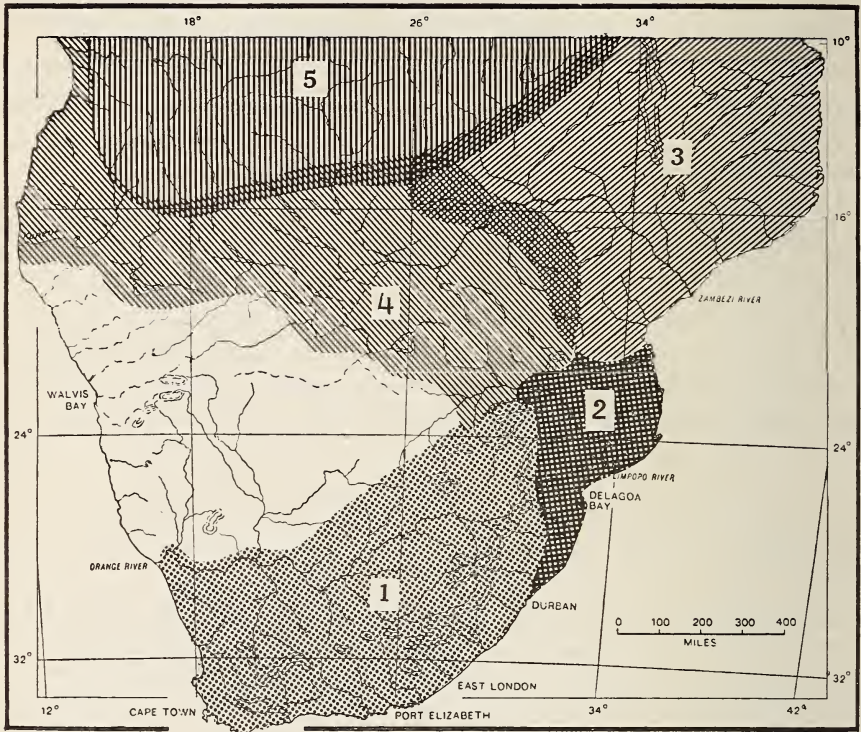 18° 26° 34°
10°
5
3
16°
ZAMBEZI RIVER
4
WALVIS
BAY
2
24°
24°
LIMPOPO RIVER
DELAGOA
BAY
ORANGE RIVER
1
DURBAN
0 100 200 300 400
MILES
32°
32°
EAST LONDON
12° CAPE TOWN PORT ELIZABETH 34° 42°